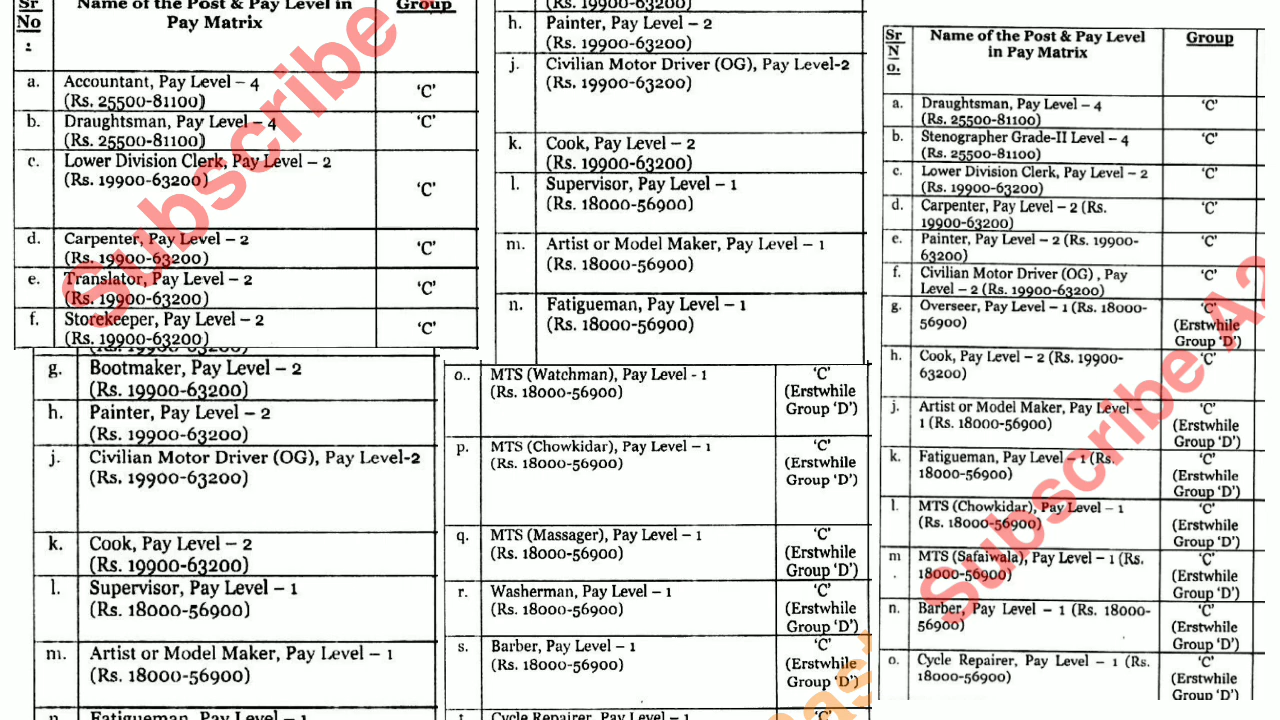 Sr
No
:
Name of the Post & Pay Level in
Pay Matrix
Group
a.
Accountant, Pay Level – 4
(Rs. 25500-81100)
'C'
b.
Draughtsman, Pay Level – 4
(Rs. 25500-81100)
'C'
c.
Lower Division Clerk, Pay Level – 2
(Rs. 19900-63200)
'C'
d.
Carpenter, Pay Level – 2
(Rs. 19900-63200)
'C'
e.
Translator, Pay Level – 2
(Rs. 19900-63200)
'C'
f.
Storekeeper, Pay Level – 2
(Rs. 19900-63200)
'C'
Subscribe
(Rs. 19900-63200)
g.
Bootmaker, Pay Level – 2
(Rs. 19900-63200)
h.
Painter, Pay Level – 2
(Rs. 19900-63200)
j.
Civilian Motor Driver (OG), Pay Level-2
(Rs. 19900-63200)
k.
Cook, Pay Level – 2
(Rs. 19900-63200)
l.
Supervisor, Pay Level – 1
(Rs. 18000-56900)
m.
Artist or Model Maker, Pay Level – 1
(Rs. 18000-56900)
n.
Fatigueman, Pay Level – 1
(Rs. 19900-63200)
h.
Painter, Pay Level – 2
(Rs. 19900-63200)
j.
Civilian Motor Driver (OG), Pay Level-2
(Rs. 19900-63200)
k.
Cook, Pay Level – 2
(Rs. 19900-63200)
l.
Supervisor, Pay Level – 1
(Rs. 18000-56900)
m.
Artist or Model Maker, Pay Level – 1
(Rs. 18000-56900)
n.
Fatigueman, Pay Level – 1
(Rs. 18000-56900)
o..
MTS (Watchman), Pay Level - 1
(Rs. 18000-56900)
'C'
(Erstwhile
Group 'D')
p.
MTS (Chowkidar), Pay Level – 1
(Rs. 18000-56900)
'C'
(Erstwhile
Group 'D')
q.
MTS (Massager), Pay Level – 1
(Rs. 18000-56900)
'C'
(Erstwhile
Group 'D')
r.
Washerman, Pay Level – 1
(Rs. 18000-56900)
'C'
(Erstwhile
Group 'D')
s.
Barber, Pay Level – 1
(Rs. 18000-56900)
'C'
(Erstwhile
Group 'D')
t.
Cycle Repairer, Pay Level – 1
'C'
Sr
N
o.
Name of the Post & Pay Level
in Pay Matrix
Group
a.
Draughtsman, Pay Level – 4
(Rs. 25500-81100)
'C'
b.
Stenographer Grade-II Level – 4
(Rs. 25500-81100)
'C'
c.
Lower Division Clerk, Pay Level – 2
(Rs. 19900-63200)
'C'
d.
Carpenter, Pay Level – 2 (Rs.
19900-63200)
'C'
e.
Painter, Pay Level – 2 (Rs. 19900-
63200)
'C'
f.
Civilian Motor Driver (OG) , Pay
Level – 2 (Rs. 19900-63200)
'C'
g.
Overseer, Pay Level – 1 (Rs. 18000-
56900)
'C'
(Erstwhile
Group 'D')
h.
Cook, Pay Level – 2 (Rs. 19900-
63200)
'C'
j.
Artist or Model Maker, Pay Level –
1 (Rs. 18000-56900)
'C'
(Erstwhile
Group 'D')
k.
Fatigueman, Pay Level – 1 (Rs.
18000-56900)
'C'
(Erstwhile
Group 'D')
l.
MTS (Chowkidar), Pay Level – 1
(Rs. 18000-56900)
'C'
(Erstwhile
Group 'D')
m
.
MTS (Safaiwala), Pay Level – 1 (Rs.
18000-56900)
'C'
(Erstwhile
Group 'D')
n.
Barber, Pay Level – 1 (Rs. 18000-
56900)
'C'
(Erstwhile
Group 'D')
o.
Cycle Repairer, Pay Level – 1 (Rs.
18000-56900)
'C'
(Erstwhile
Group 'D')
Subscribe A2